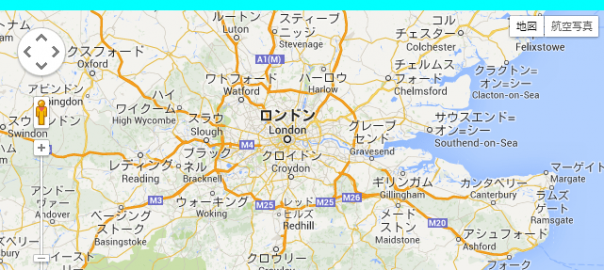 ルートン
Luton
スティーブ
ニッジ
Stevenage
コル
チェスター
Colchester
地図
航空写真
Felixstowe
クスフォード
Oxford
A1(M)
チェルムス
フォード
Chelmsford
クラクトン=
オン=シー
Clacton-on-Sea
ワトフォード
Watford
ハーロウ
Harlow
アビンドン
ハイ
ワイクーム
High Wycombe
ロンドン
London
スラウ
Slough
グレーブ
センド
Gravesend
サウスエンド=
オン=シー
Southend-on-Sea
Swindon
M4
レディング
Reading
ブラック
ネル
Bracknell
クロイドン
Croydon
マーゲイト
Margate
アンドー
ヴァー
Andover
ギリンガム
Gillingham
カンタベリー
Canterbury
ラムズ
ゲート
Ramsgate
M3
ウォーキング
Woking
M25
レッド
ヒルズ
Redhill
M25
M26
ベージング
ストーク
Basingstoke
メード
ストン
Maidstone
M20
アシュフォード
Ashford
クロウリー
Crawley
フォーク